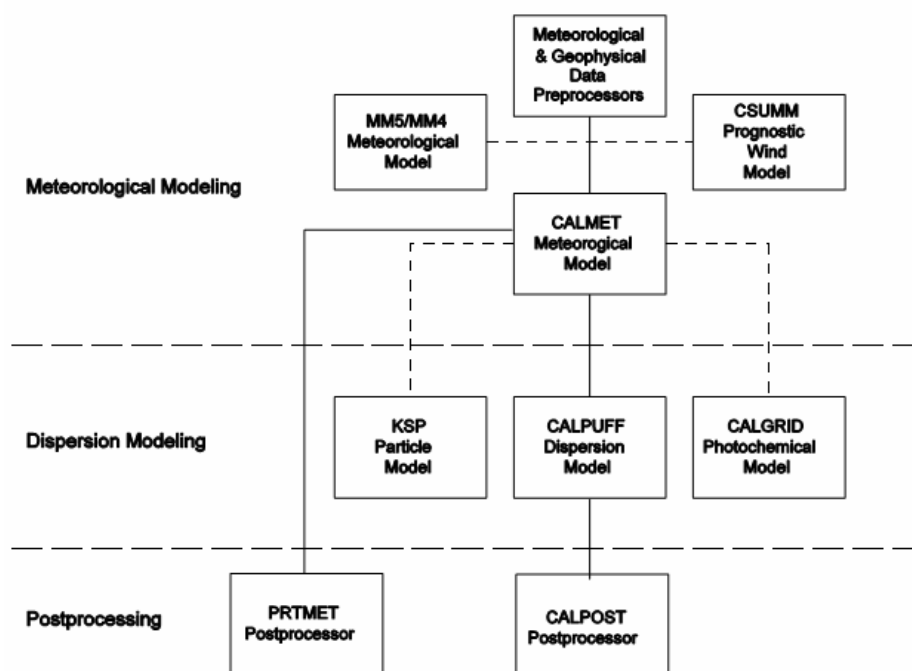 Meteorological
& Geophysical
Data
Preprocessors
MM5/MM4
Meteorological
Model
CSUMM
Prognostic
Wind
Model
Meteorological Modeling
CALMET
Meteorogical
Model
Dispersion Modeling
KSP
Particle
Model
CALPUFF
Dispersion
Model
CALGRID
Photochemical
Model
Postprocessing
PRTMET
Postprocessor
CALPOST
Postprocessor